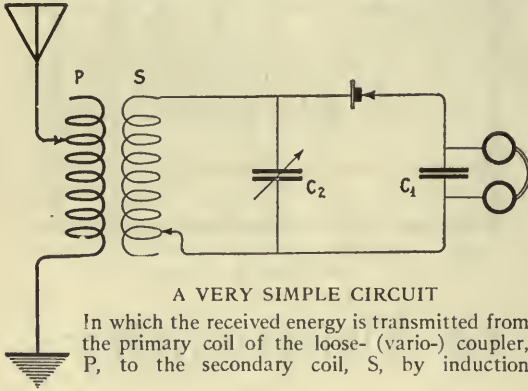 P S
C2
C1
A VERY SIMPLE CIRCUIT
In which the received energy is transmitted from
the primary coil of the loose- (vario-) coupler,
P, to the secondary coil, S, by induction